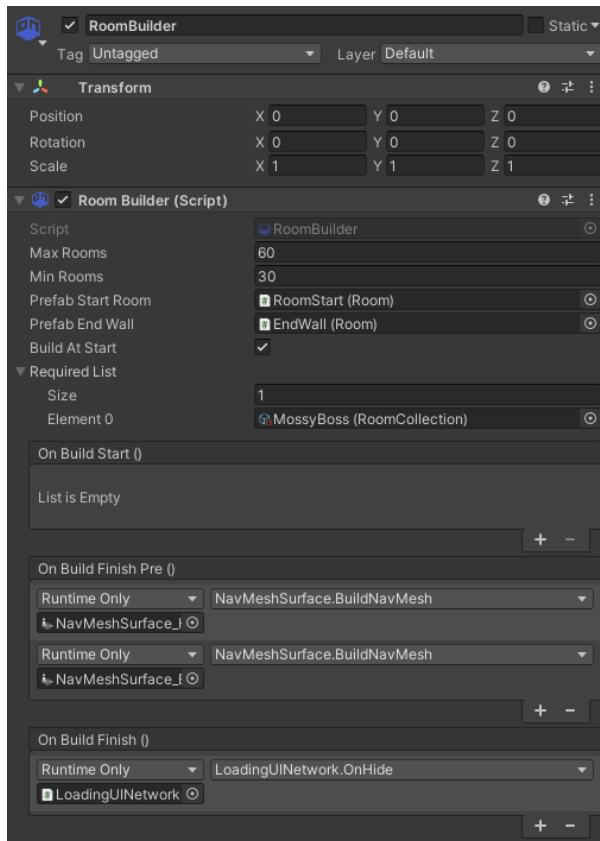 RoomBuilder Static
Tag Untagged Layer Default
Transform
Position X 0 Y 0 Z 0
Rotation X 0 Y 0 Z 0
Scale X 1 Y 1 Z 1
Room Builder (Script)
Script RoomBuilder
Max Rooms 60
Min Rooms 30
Prefab Start Room RoomStart (Room)
Prefab End Wall EndWall (Room)
Build At Start
Required List
Size 1
Element 0 MossyBoss (RoomCollection)
On Build Start ()
List is Empty
+ −
On Build Finish Pre ()
Runtime Only NavMeshSurface.BuildNavMesh
NavMeshSurface_
Runtime Only NavMeshSurface.BuildNavMesh
NavMeshSurface_
+ −
On Build Finish ()
Runtime Only LoadingUINetwork.OnHide
LoadingUINetwork
+ −